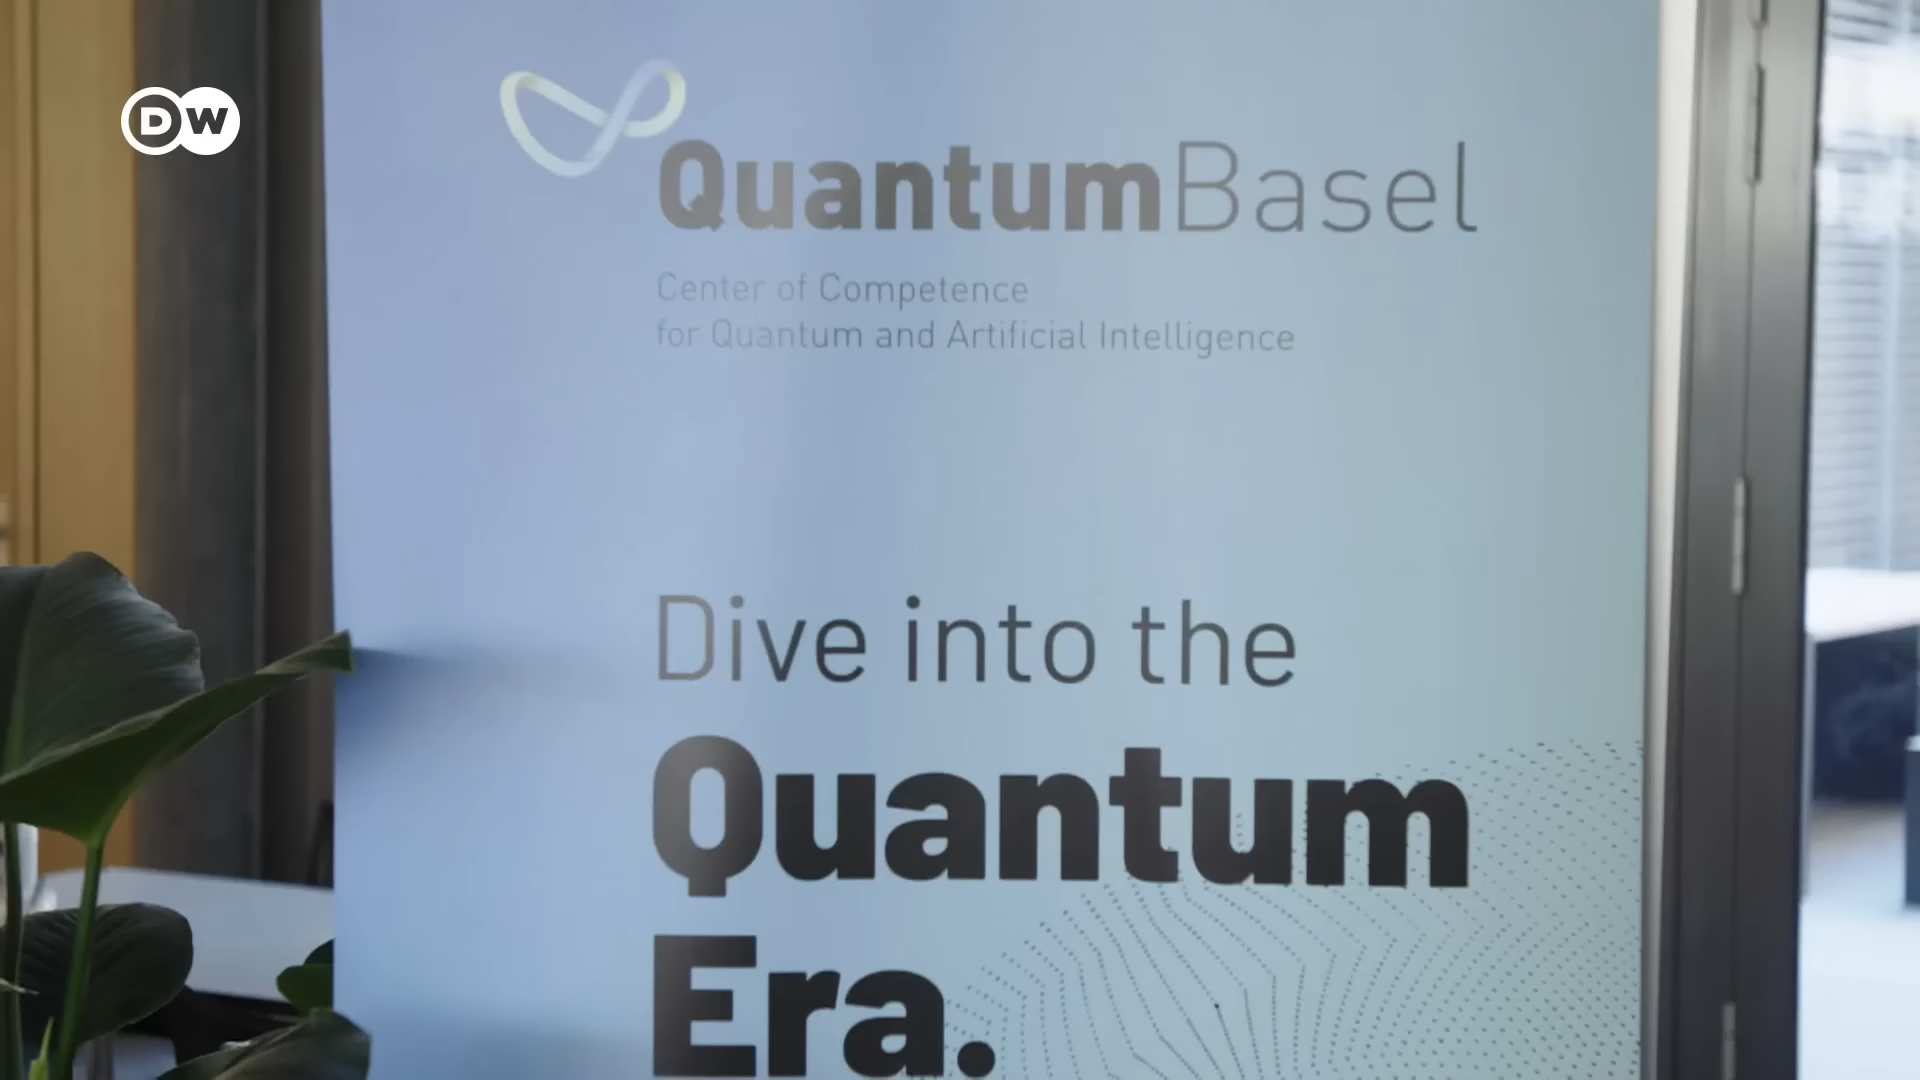 DW
QuantumBasel
Center of Competence
for Quantum and Artificial Intelligence
Dive into the
Quantum
Era.